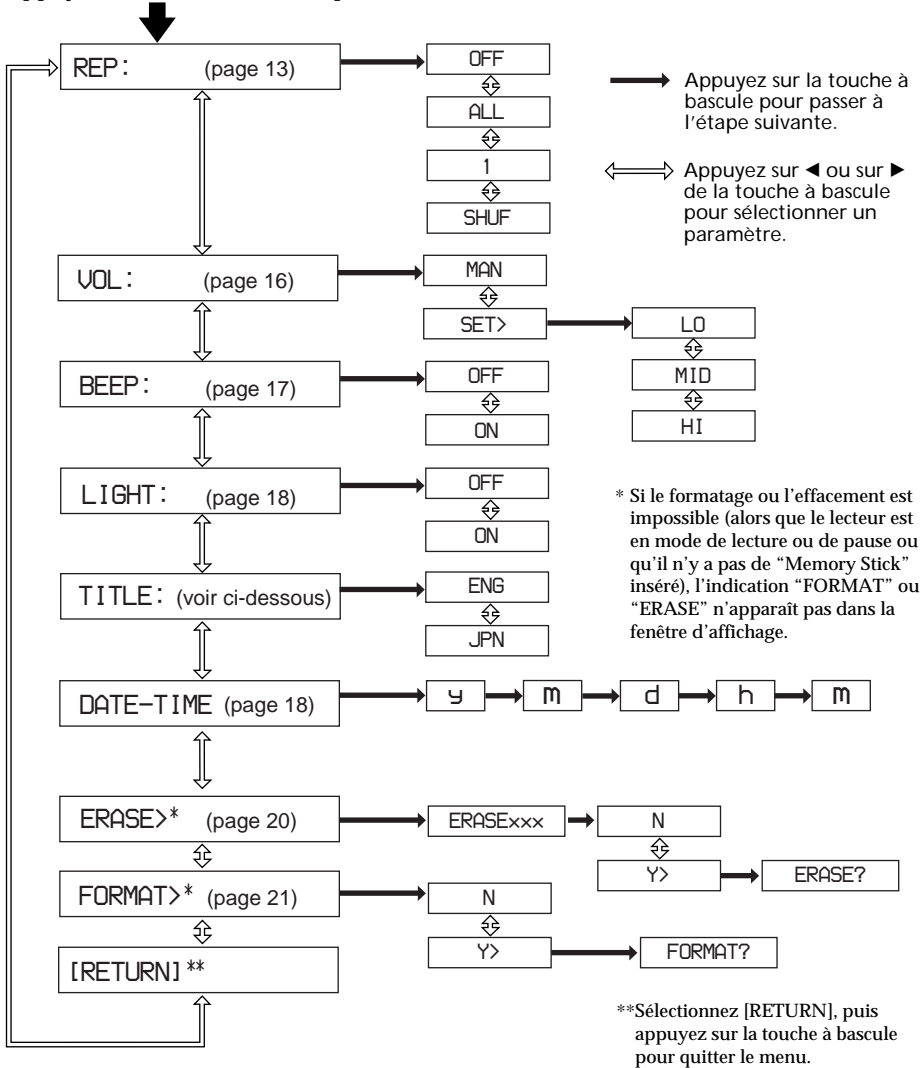 REP: (page 13)
OFF
ALL
1
SHUF
Appuyez sur la touche à
bascule pour passer à
l'étape suivante.
Appuyez sur ◄ ou sur ►
de la touche à bascule
pour sélectionner un
paramètre.
VOL: (page 16)
MAN
SET>
LO
MID
HI
BEEP: (page 17)
OFF
ON
LIGHT: (page 18)
OFF
ON
* Si le formatage ou l'effacement est
impossible (alors que le lecteur est
en mode de lecture ou de pause ou
qu'il n'y a pas de “Memory Stick”
inséré), l'indication “FORMAT” ou
“ERASE” n'apparaît pas dans la
fenêtre d'affichage.
TITLE: (voir ci-dessous)
ENG
JPN
DATE-TIME (page 18)
y m d h m
ERASE>* (page 20)
ERASExxx
N
Y>
ERASE?
FORMAT>* (page 21)
N
Y>
FORMAT?
[RETURN]**
**Sélectionnez [RETURN], puis
appuyez sur la touche à bascule
pour quitter le menu.